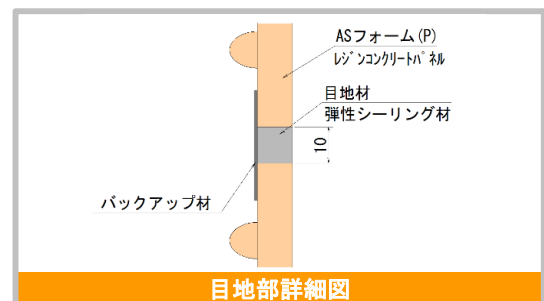 ASフォーム(P)
レジンコンクリートパネル
目地材
弾性シーリング材
10
バックアップ材
目地部詳細図